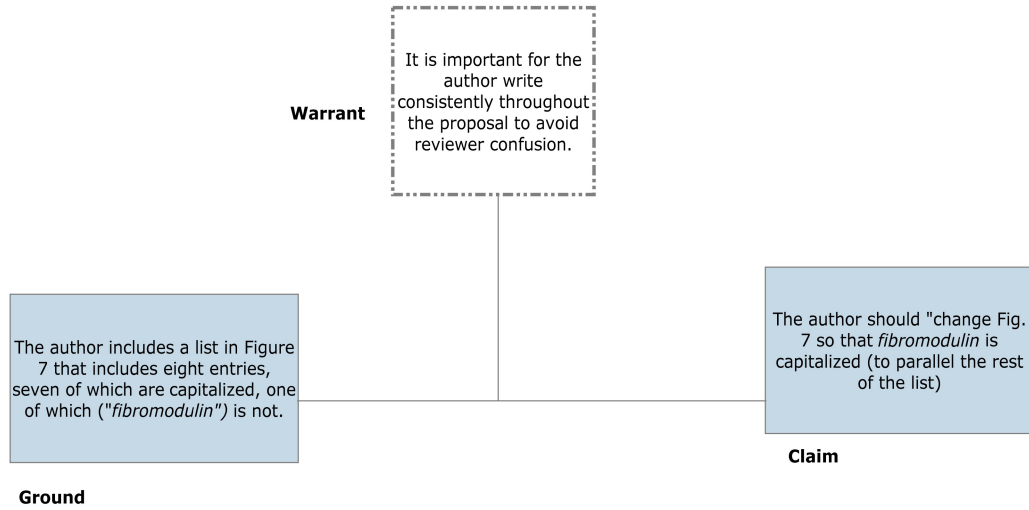 It is important for the
author write
consistently throughout
the proposal to avoid
reviewer confusion.
Warrant
The author includes a list in Figure
7 that includes eight entries,
seven of which are capitalized, one
of which ("fibromodulin") is not.
Ground
The author should "change Fig.
7 so that fibromodulin is
capitalized (to parallel the rest
of the list)
Claim